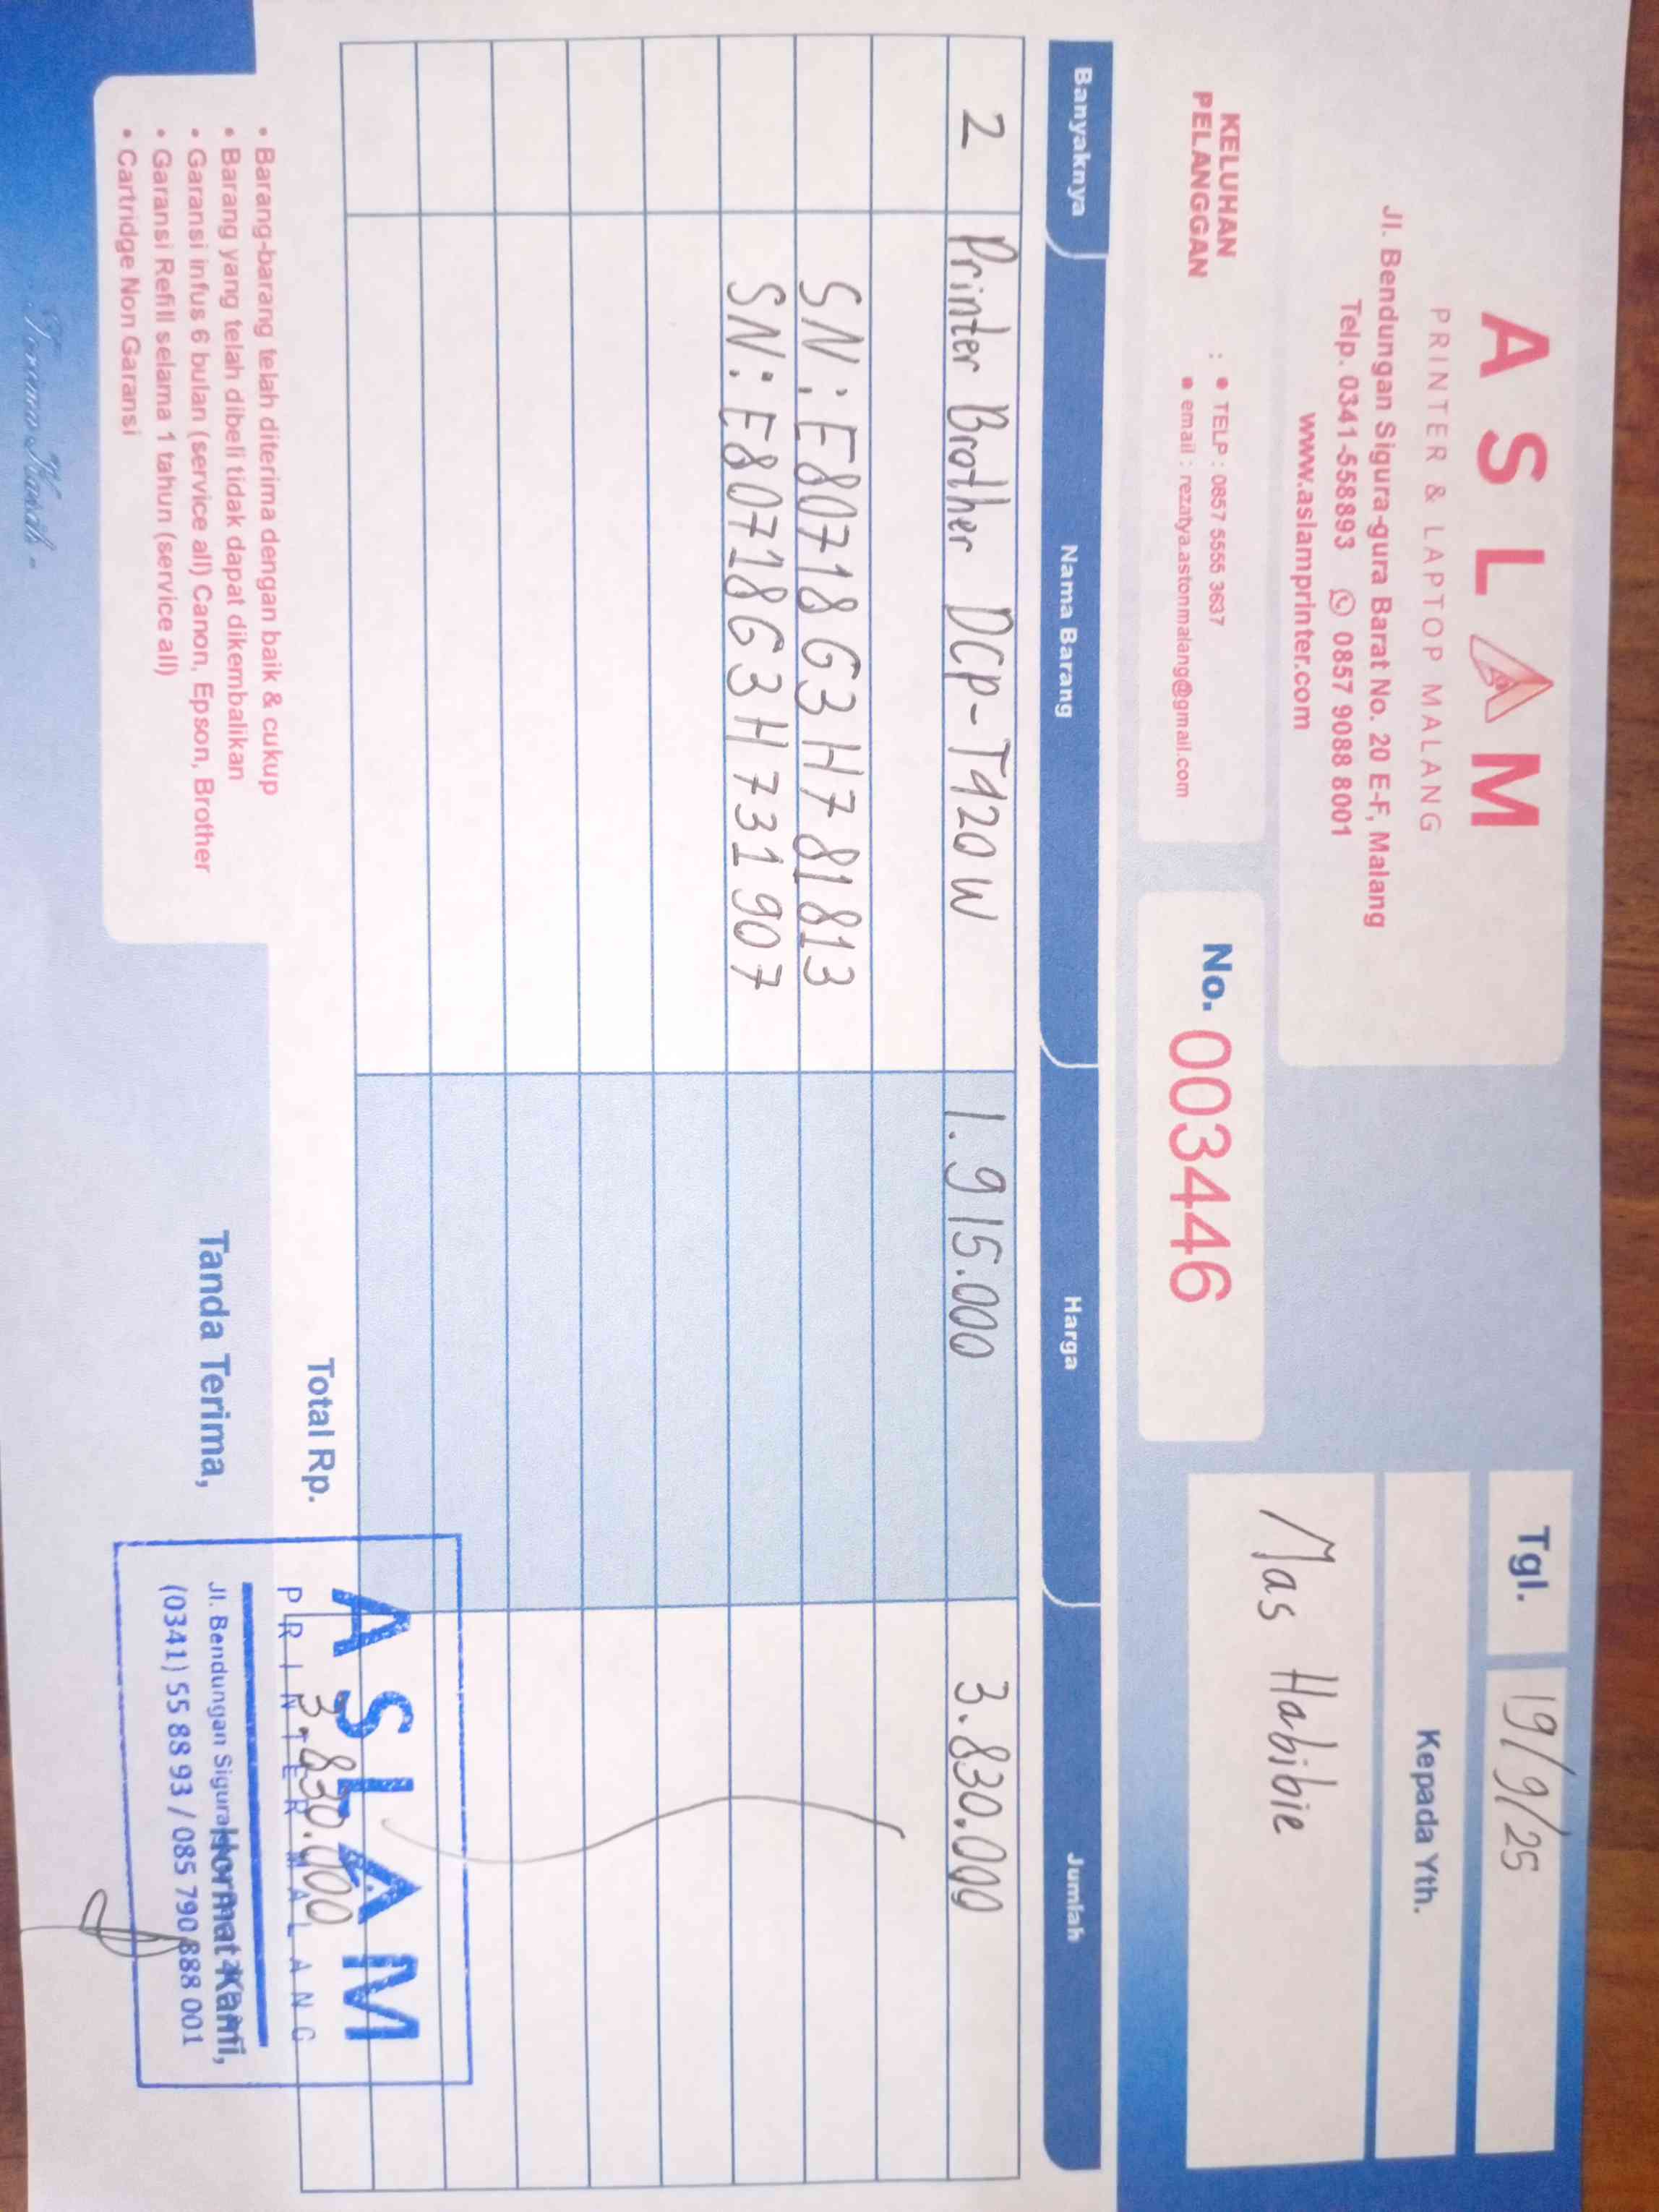 ASLAM
PRINTER & LAPTOP MALANG
Jl. Bendungan Sigura-gura Barat No. 20 E-F, Malang
Telp. 0341-558893 0857 9088 8001
www.aslamprinter.com
Tgl. 19/9/25
Kepada Yth.
Mas Habibie
KELUHAN PELANGGAN : • TELP : 0857 5555 3637
• email : rezatya.astonmalang@gmail.com
No. 003446
Banyaknya Nama Barang Harga Jumlah
2 Printer Brother DCP-T420W 1.915.000 3.830.000
SN: E80718G3H781813
SN: E80718G3H731907
Total Rp. 3.830.000
• Barang-barang telah diterima dengan baik & cukup
• Barang yang telah dibeli tidak dapat dikembalikan
• Garansi infus 6 bulan (service all) Canon, Epson, Brother
• Garansi Refill selama 1 tahun (service all)
• Cartridge Non Garansi
Tanda Terima,
Hormat Kami,
ASLAM
PRINTER MALANG
Jl. Bendungan Sigura
(0341) 55 88 93 / 085 790 888 001
- Terima Kasih -